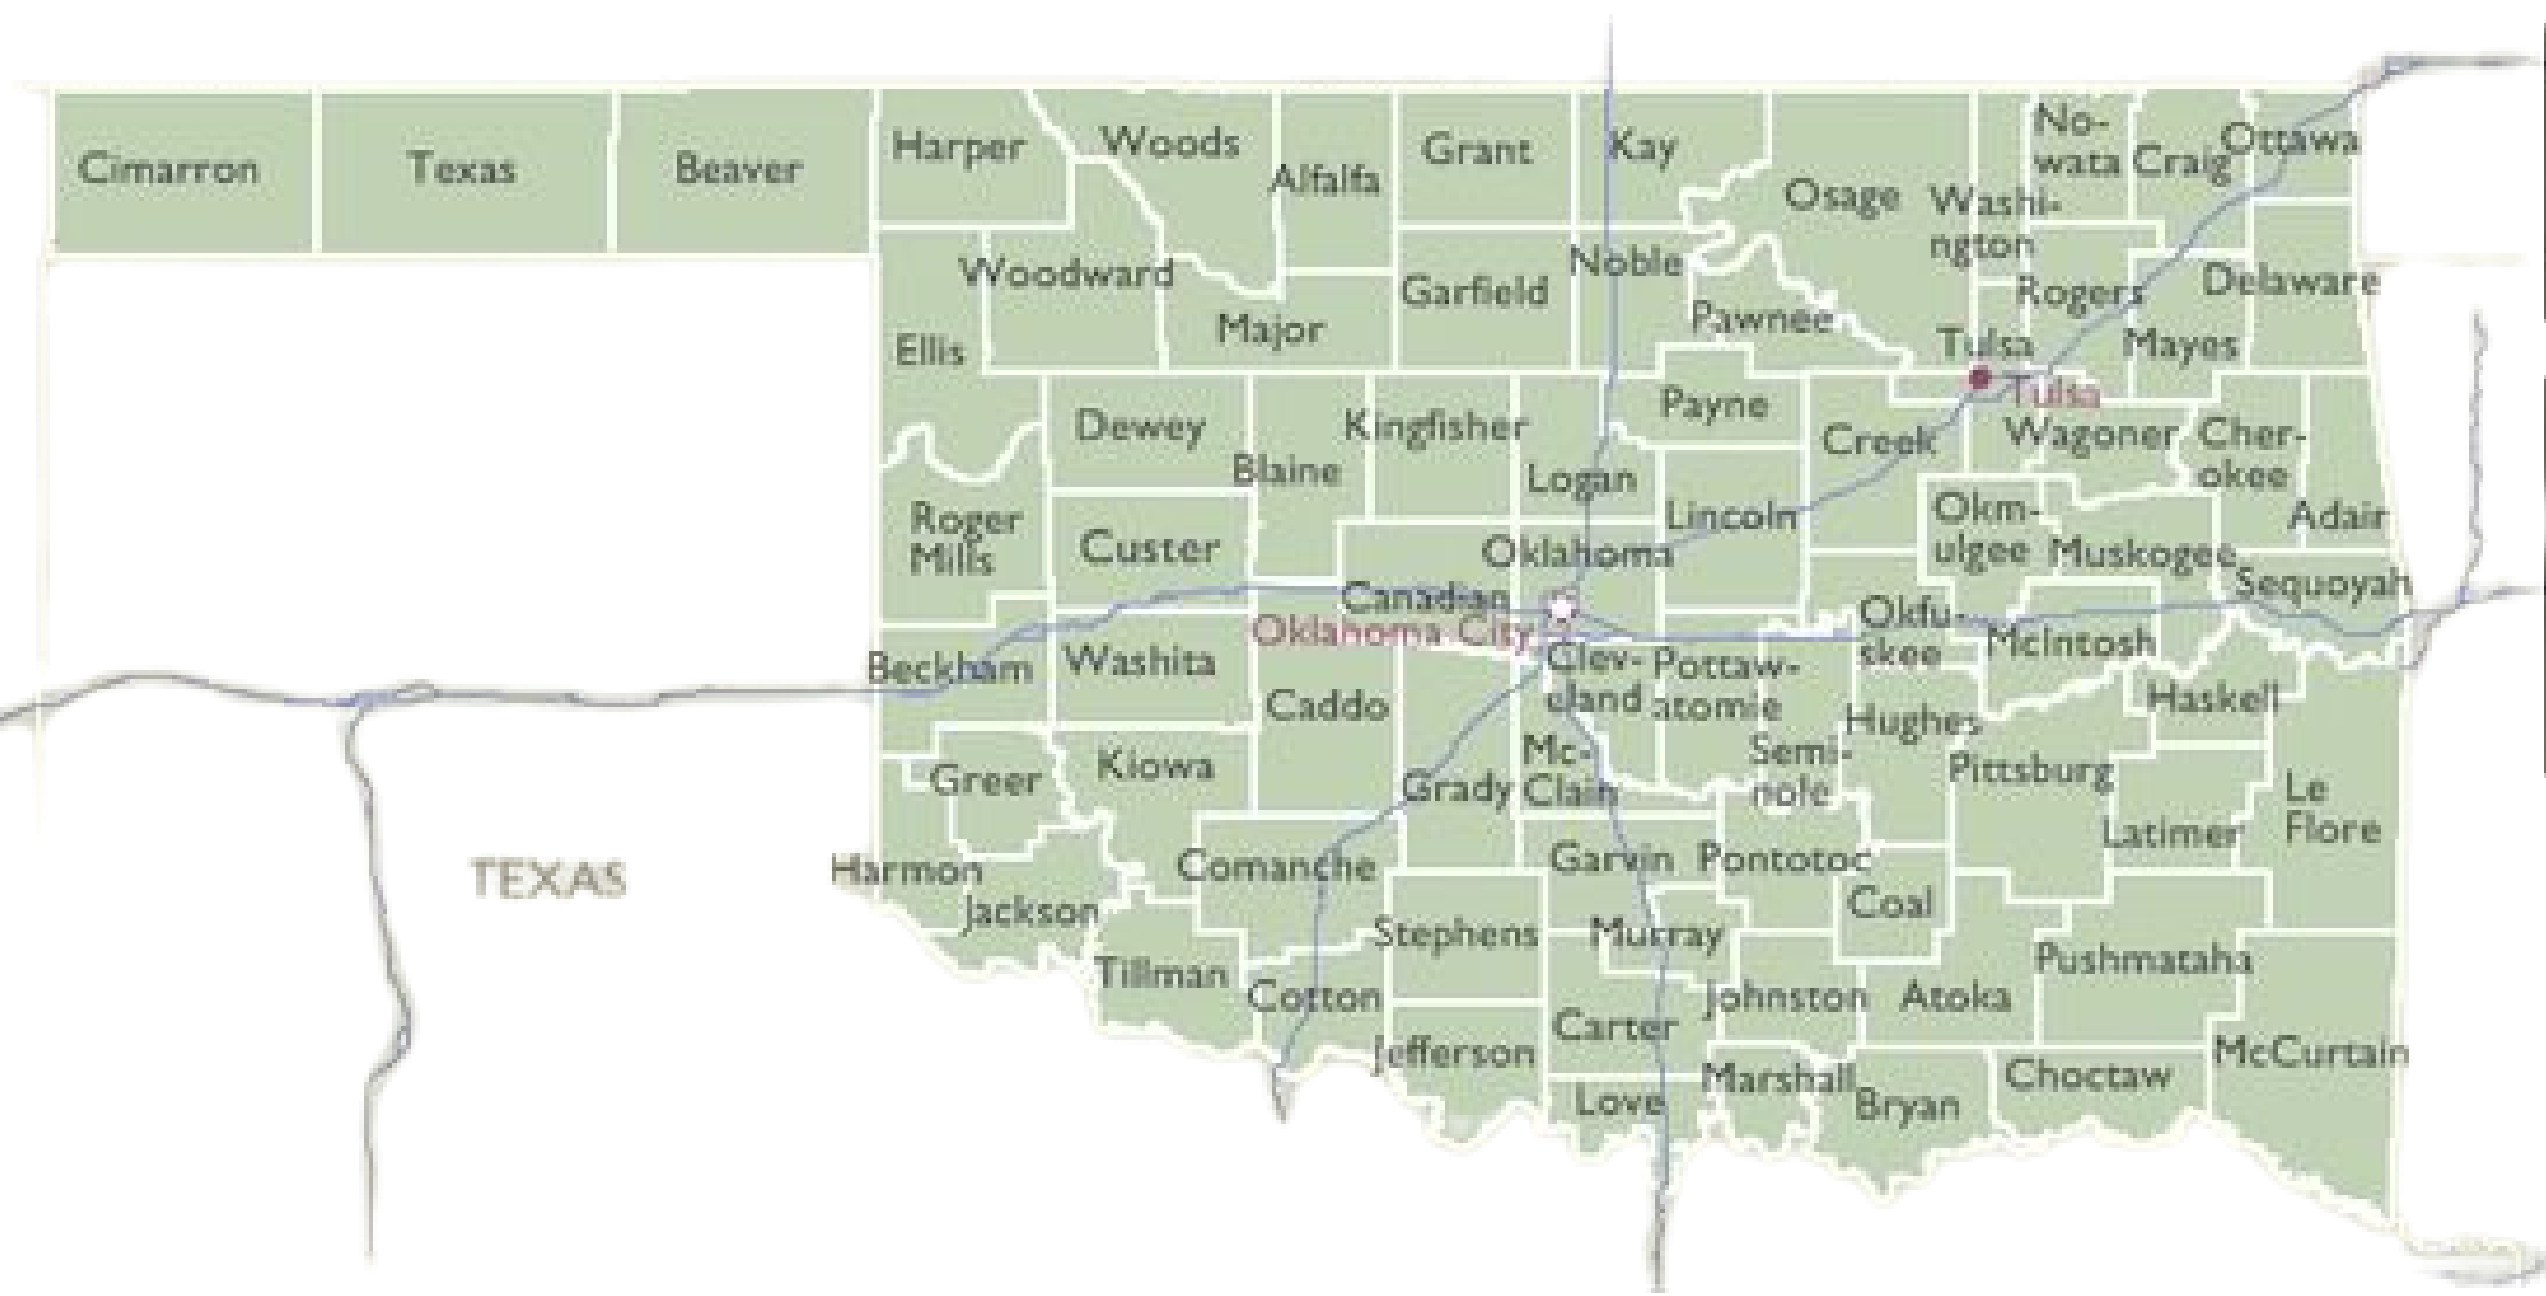 Cimarron
Texas
Beaver
Harper
Woods
Alfalfa
Grant
Kay
Osage
Washi-
ngton
No-
wata
Craig
Ottawa
Woodward
Ellis
Major
Garfield
Noble
Pawnee
Rogers
Delaware
Tulsa
Tulsa
Mayes
Dewey
Blaine
Kingfisher
Logan
Payne
Creek
Wagoner
Cher-
okee
Adair
Roger
Mills
Custer
Canadian
Oklahoma
Oklahoma City
Lincoln
Okm-
ulgee
Muskogee
Sequoyah
Beckham
Washita
Caddo
Grady
Clev-
eland
Pottaw-
atomie
Okfu-
skee
McIntosh
Haskell
Greer
Kiowa
Mc-
Clain
Semi-
nole
Hughes
Pittsburg
Latimer
Le
Flore
TEXAS
Harmon
Jackson
Comanche
Stephens
Garvin
Pontotoc
Coal
Murray
Tillman
Cotton
Jefferson
Carter
Johnston
Atoka
Pushmataha
McCurtain
Love
Marshall
Bryan
Choctaw